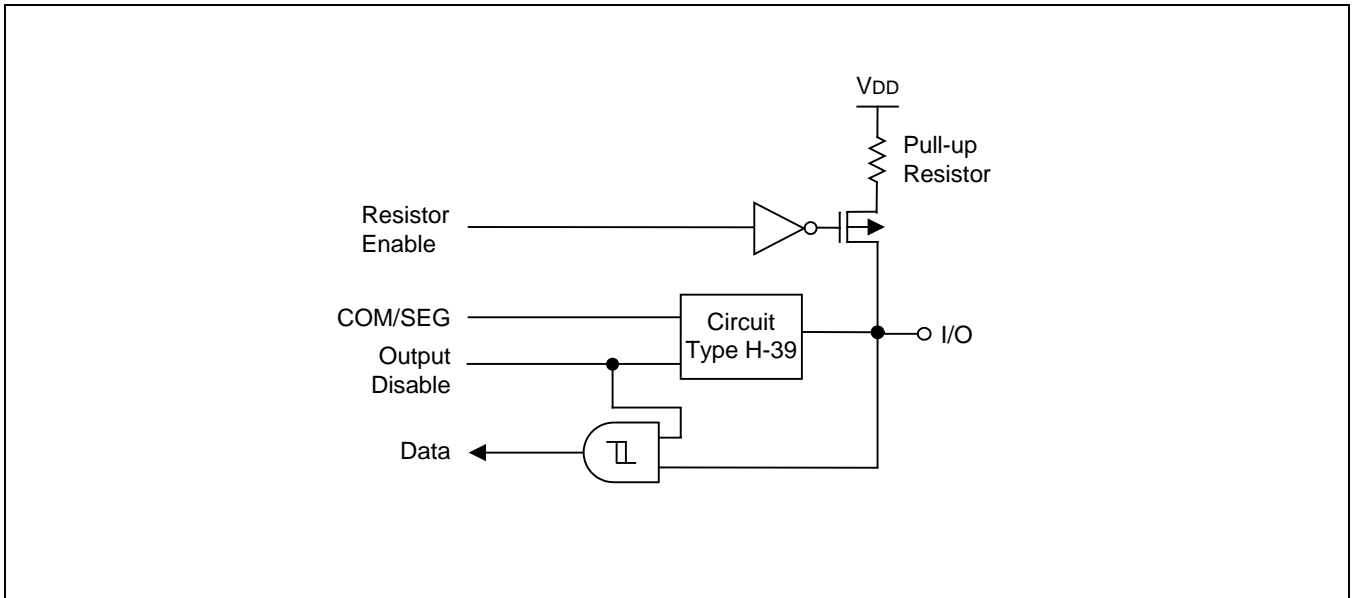 VDD
Pull-up
Resistor
Resistor
Enable
COM/SEG
Circuit
Type H-39
I/O
Output
Disable
Data